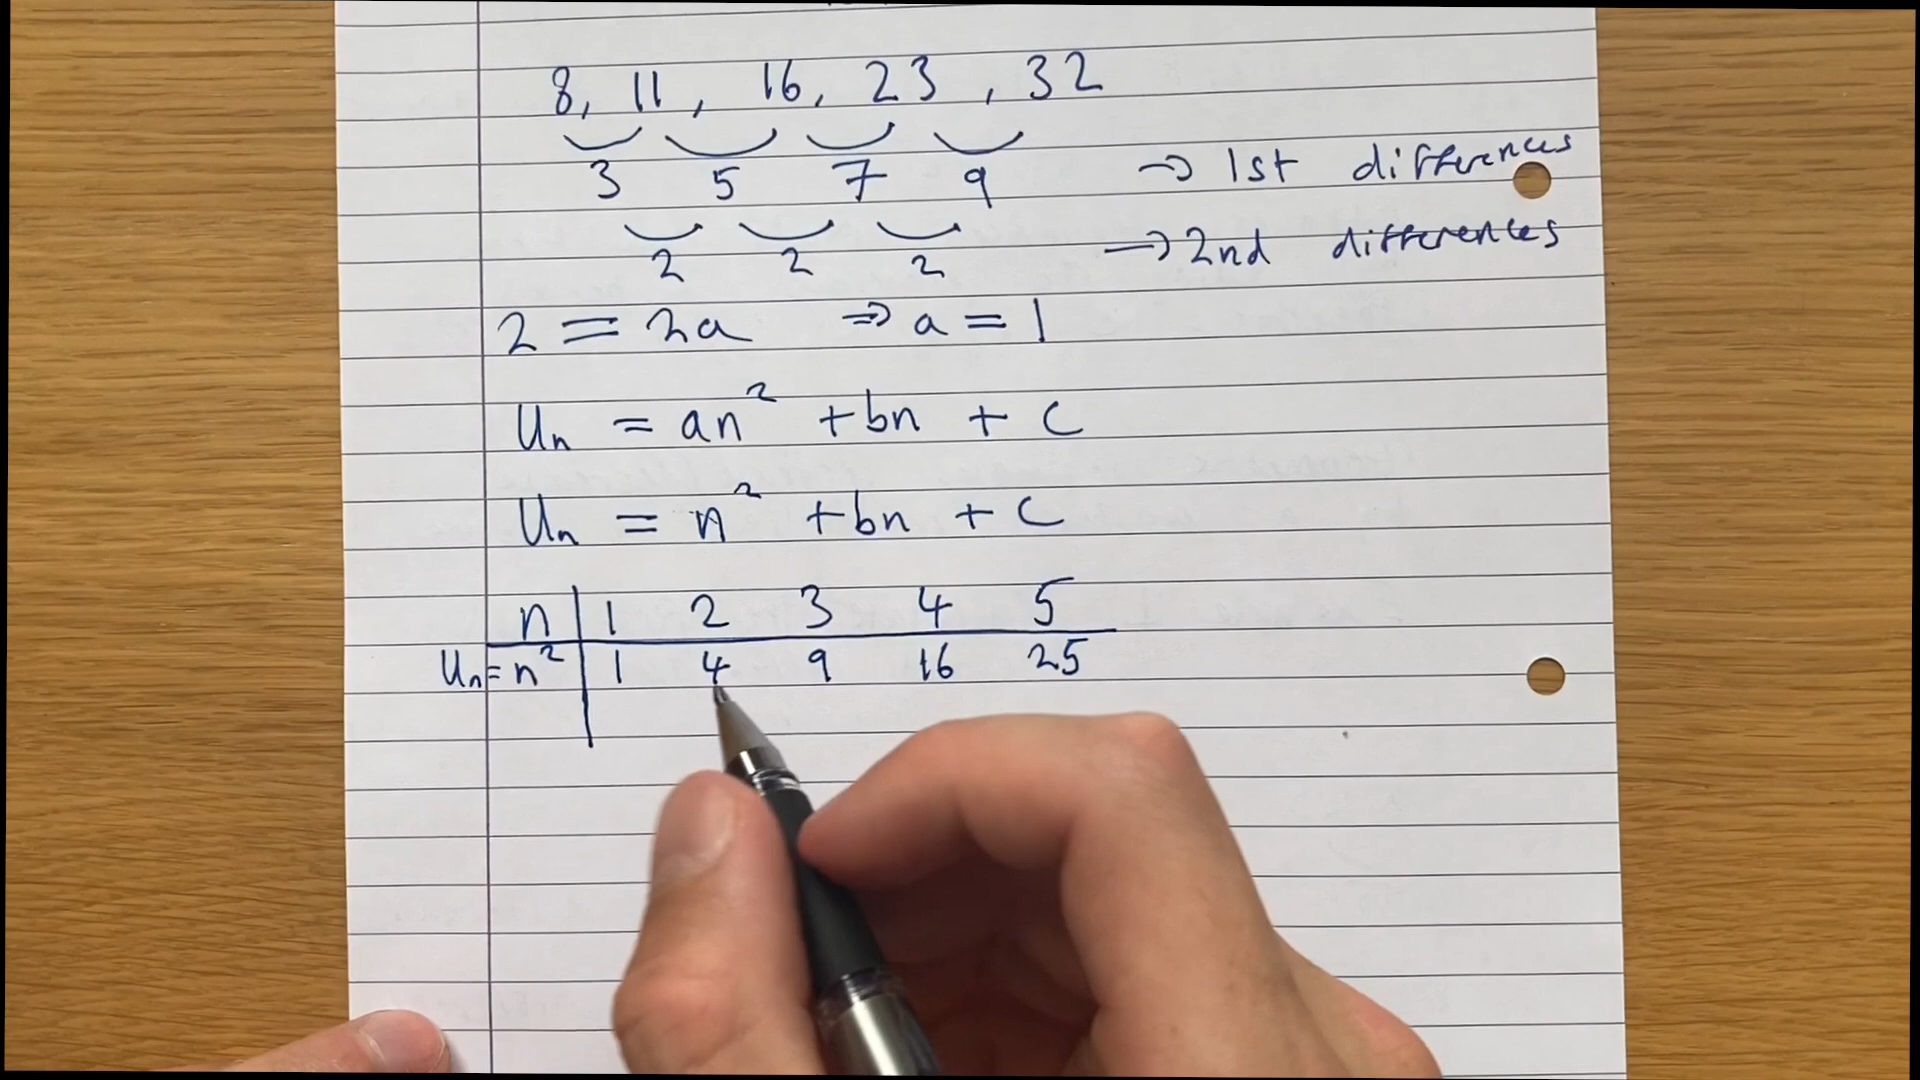 8, 11, 16, 23, 32
3 5 7 9 → 1st differences
2 2 2 → 2nd differences
2 = 2a ⇒ a = 1
Uₙ = an² + bn + c
Uₙ = n² + bn + c
n | 1 2 3 4 5
Uₙ = n² | 1 4 9 16 25